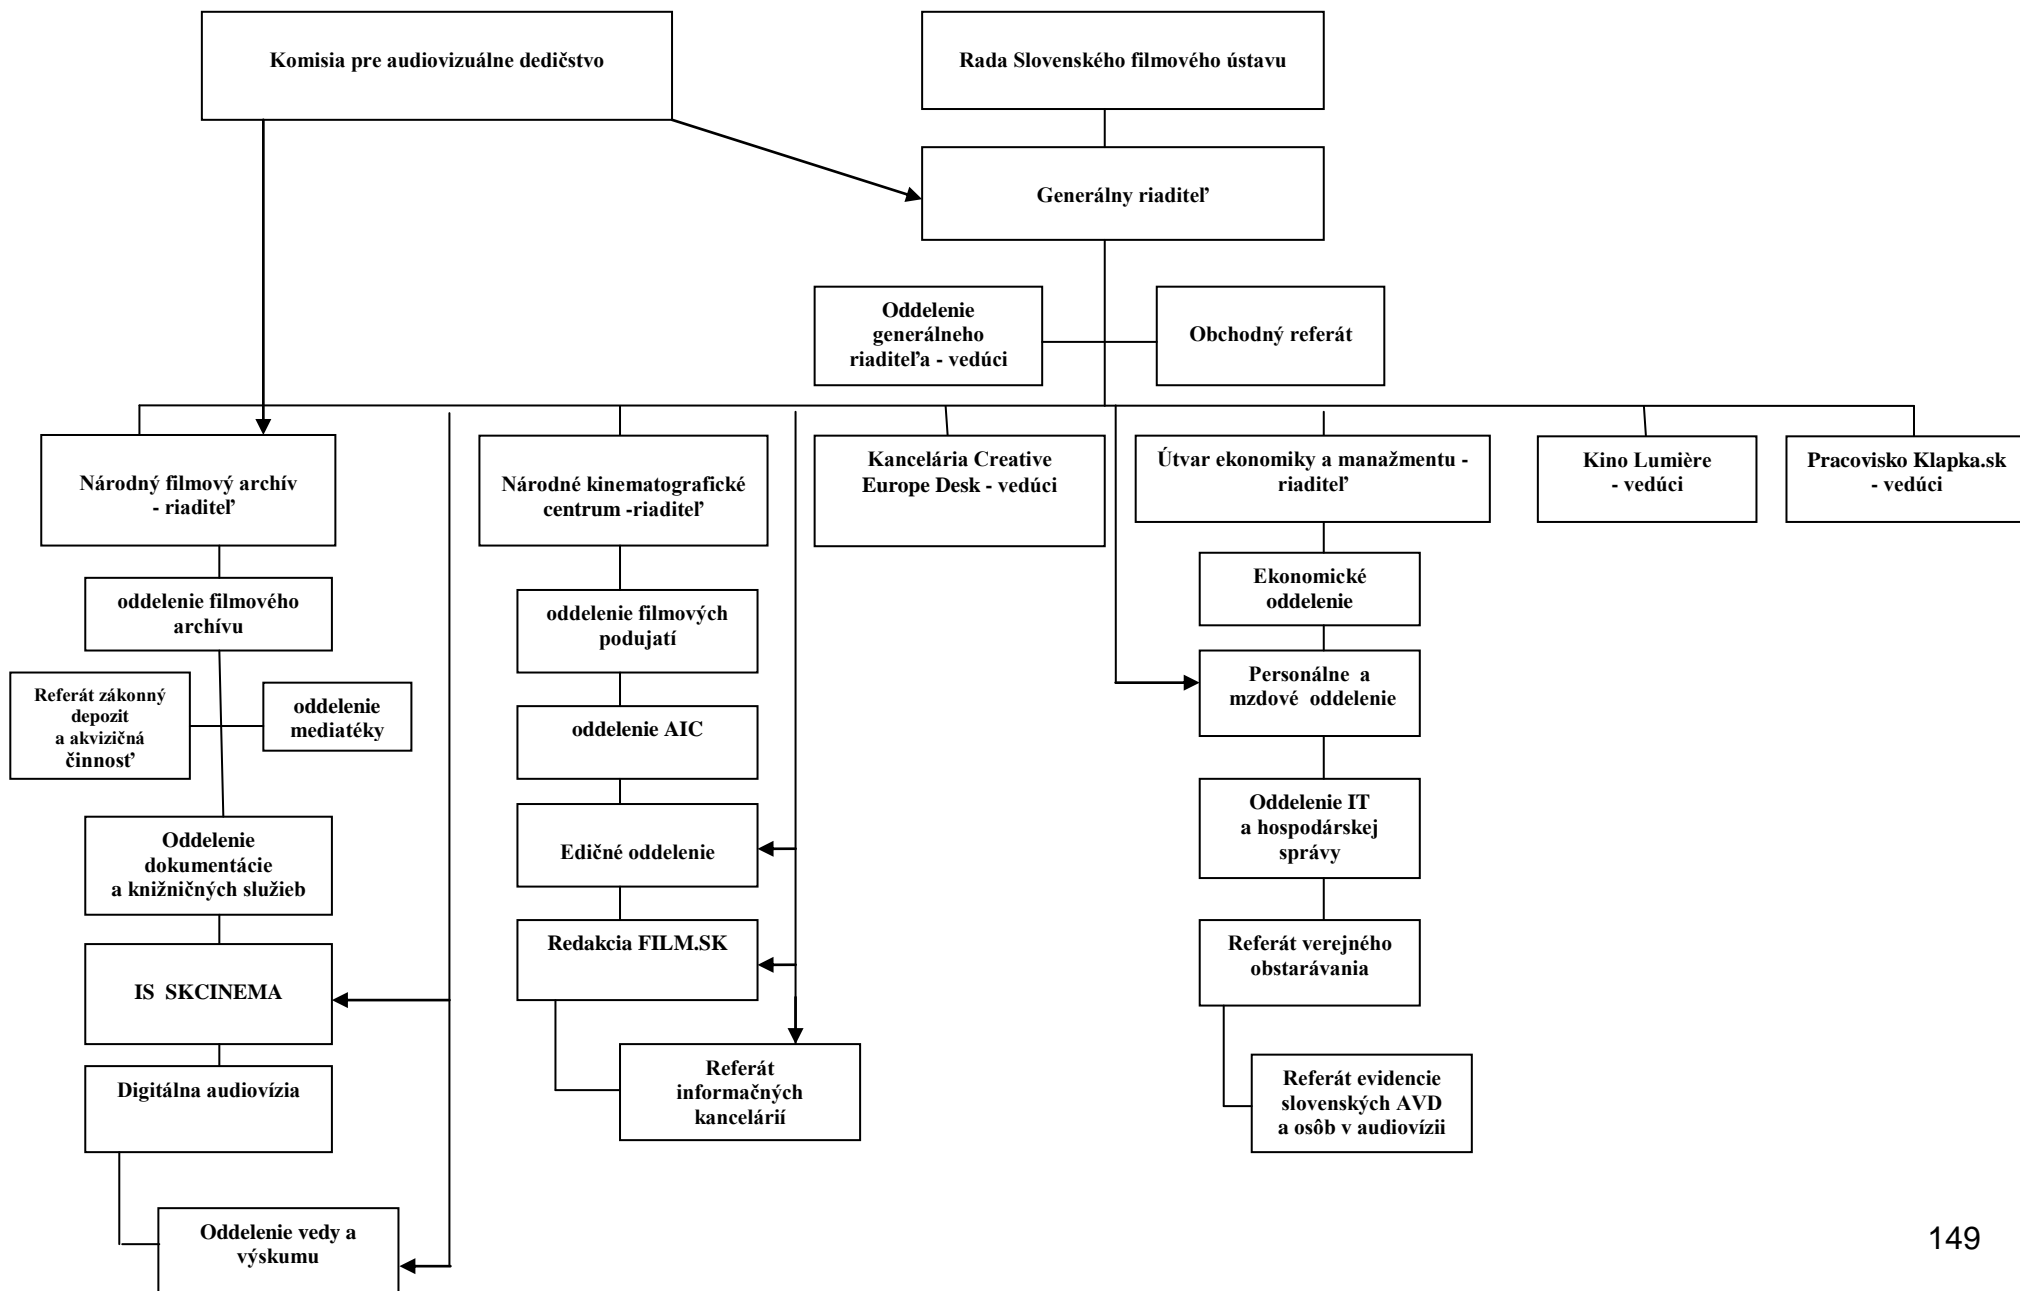 Komisia pre audiovizuálne dedičstvo
Rada Slovenského filmového ústavu
Generálny riaditeľ
Oddelenie
generálneho
riaditeľa - vedúci
Obchodný referát
Národný filmový archív
- riaditeľ
Národné kinematografické
centrum -riaditeľ
Kancelária Creative
Europe Desk - vedúci
Útvar ekonomiky a manažmentu -
riaditeľ
Kino Lumière
- vedúci
Pracovisko Klapka.sk
- vedúci
oddelenie filmového
archívu
Referát zákonný
depozit
a akvizičná
činnosť
oddelenie
mediatéky
Oddelenie
dokumentácie
a knižničných služieb
IS SKCINEMA
Digitálna audiovízia
Oddelenie vedy a
výskumu
oddelenie filmových
podujatí
oddelenie AIC
Edičné oddelenie
Redakcia FILM.SK
Referát
informačných
kancelárií
Ekonomické
oddelenie
Personálne a
mzdové oddelenie
Oddelenie IT
a hospodárskej
správy
Referát verejného
obstarávania
Referát evidencie
slovenských AVD
a osôb v audiovízii
149